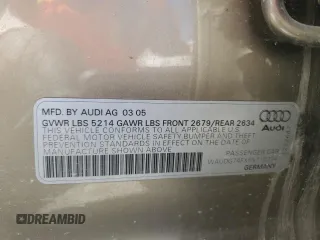 MFD. BY AUDI AG 03 05
GVWR LBS 5214 GAWR LBS FRONT 2679/REAR 2634
THIS VEHICLE CONFORMS TO ALL APPLICABLE U.S.
FEDERAL MOTOR VEHICLE SAFETY BUMPER AND THEFT
PREVENTION STANDARDS IN EFFECT ON THE DATE
OF MANUFACTURE SHOWN ABOVE
Audi
PASSENGER CAR
GERMANY
DREAMBID